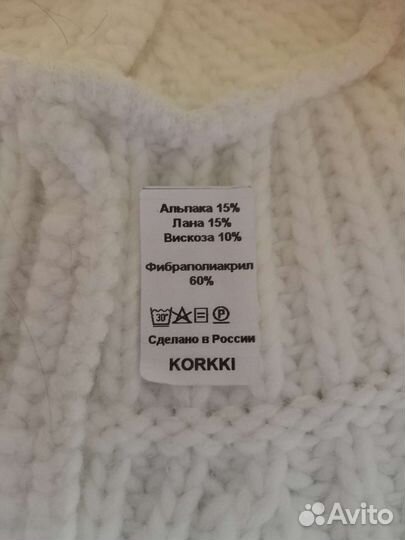 Альпака 15%
Лана 15%
Вискоза 10%
Фибраполиакрил
60%
30°
P
Сделано в России
KORKKI
Avito